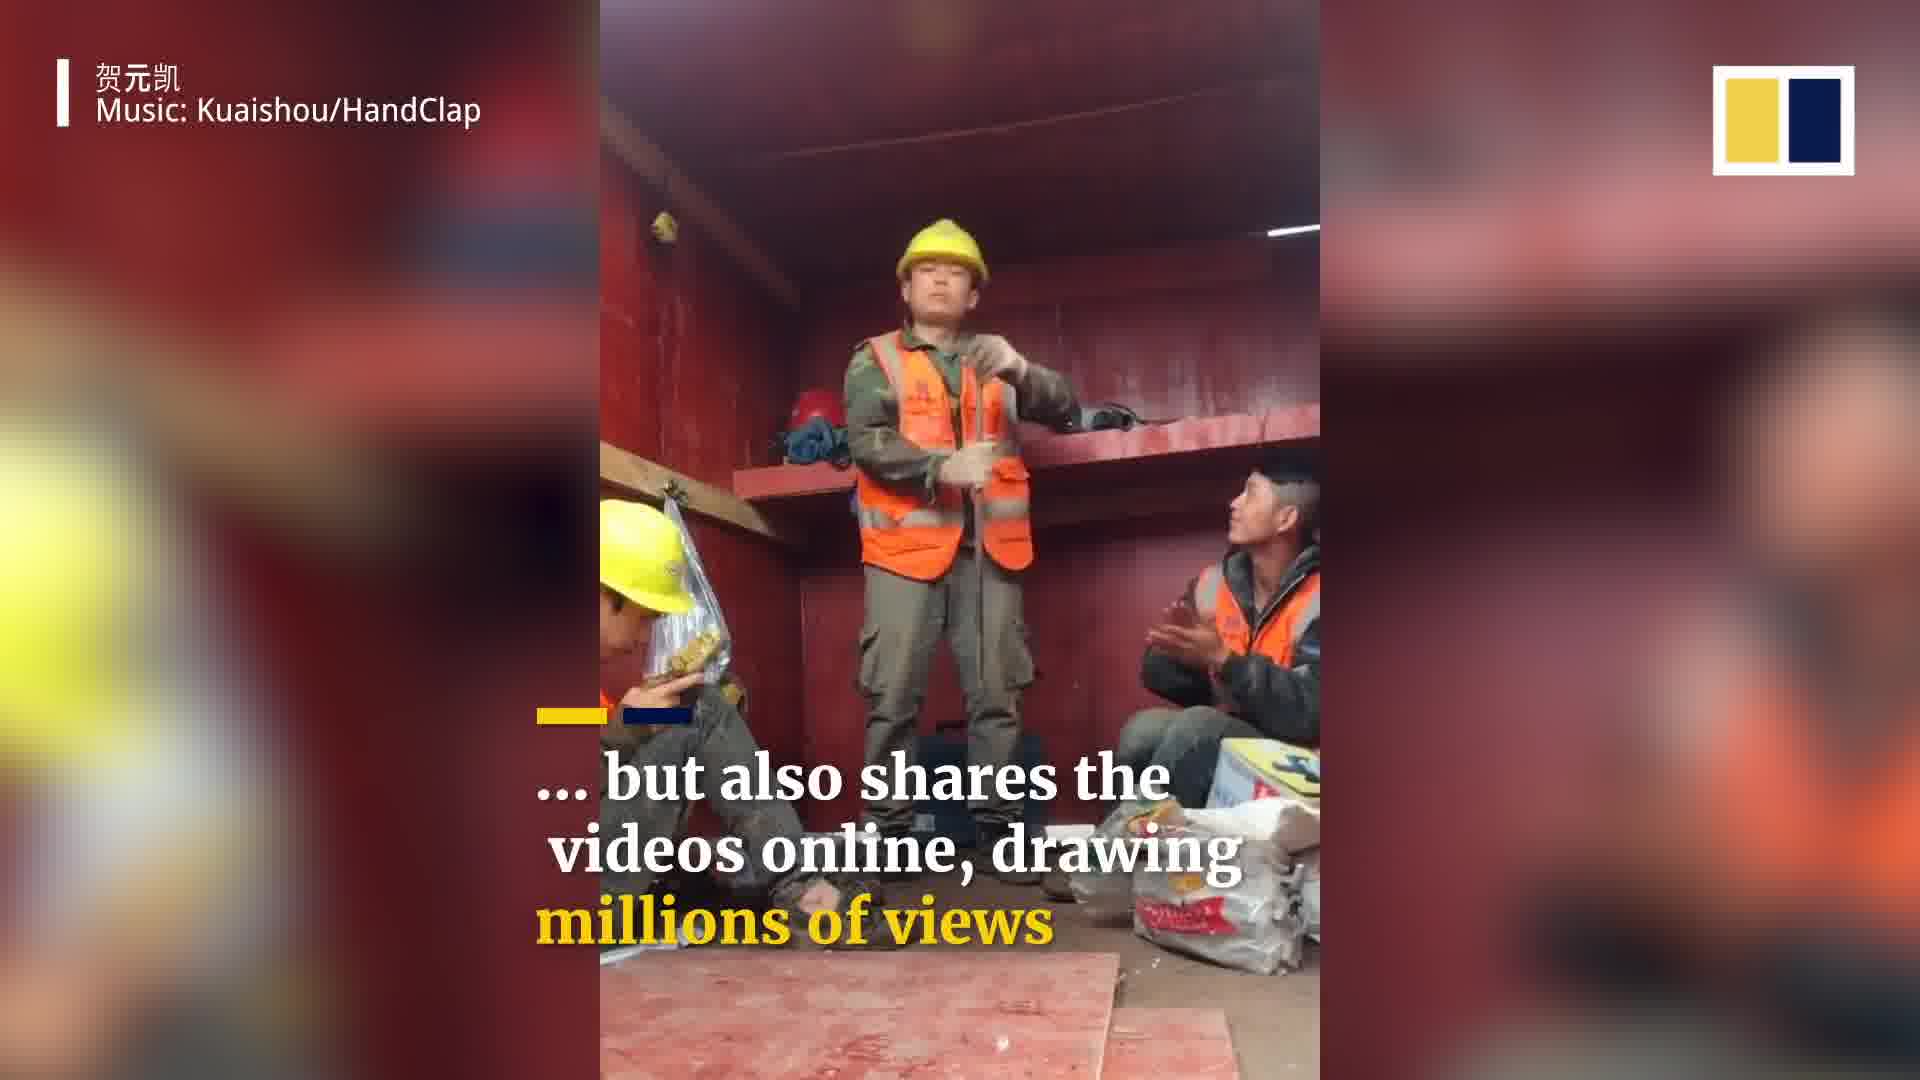 贺元凯
Music: Kuaishou/HandClap
... but also shares the
videos online, drawing
millions of views